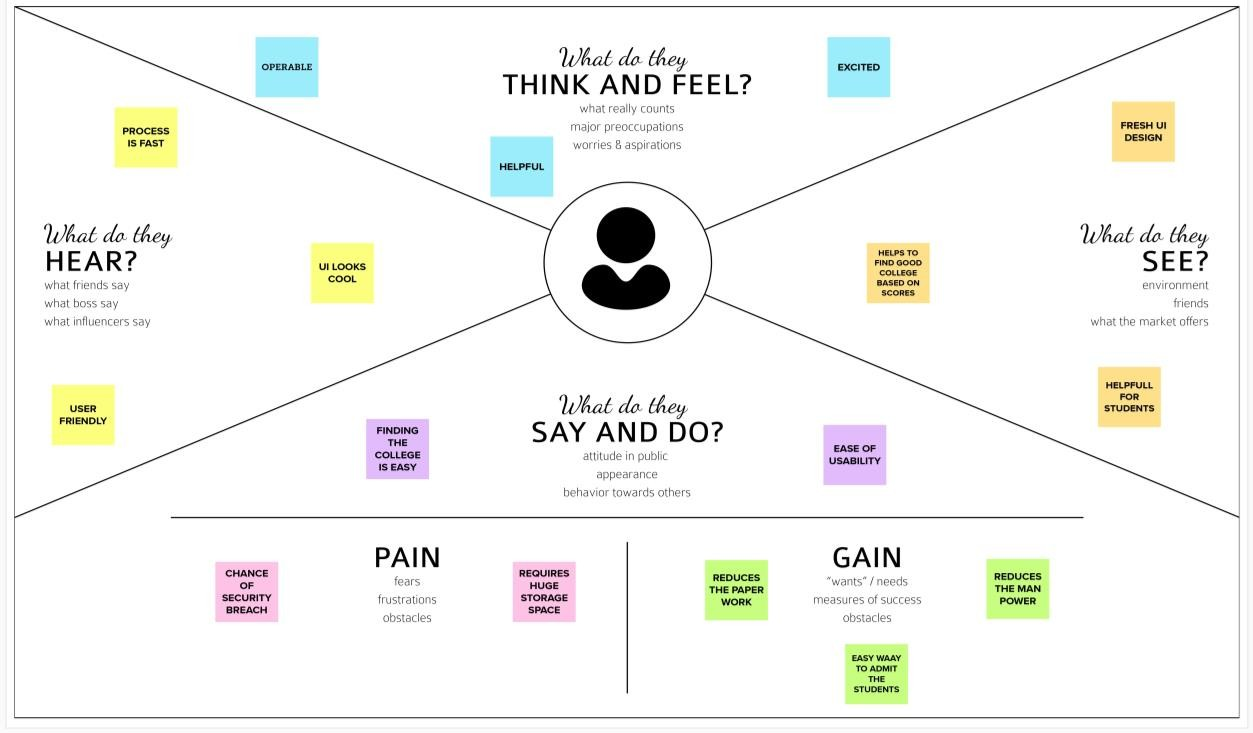 OPERABLE
What do they
THINK AND FEEL?
what really counts
major preoccupations
worries & aspirations
EXCITED
HELPFUL
PROCESS
IS FAST
What do they
HEAR?
what friends say
what boss say
what influencers say
UI LOOKS
COOL
USER
FRIENDLY
FRESH UI
DESIGN
What do they
SEE?
environment
friends
what the market offers
HELPS TO
FIND GOOD
COLLEGE
BASED ON
SCORES
HELPFULL
FOR
STUDENTS
What do they
SAY AND DO?
attitude in public
appearance
behavior towards others
FINDING
THE
COLLEGE
IS EASY
EASE OF
USABILITY
PAIN
fears
frustrations
obstacles
CHANCE
OF
SECURITY
BREACH
REQUIRES
HUGE
STORAGE
SPACE
GAIN
"wants" / needs
measures of success
obstacles
REDUCES
THE PAPER
WORK
REDUCES
THE MAN
POWER
EASY WAAY
TO ADMIT
THE
STUDENTS